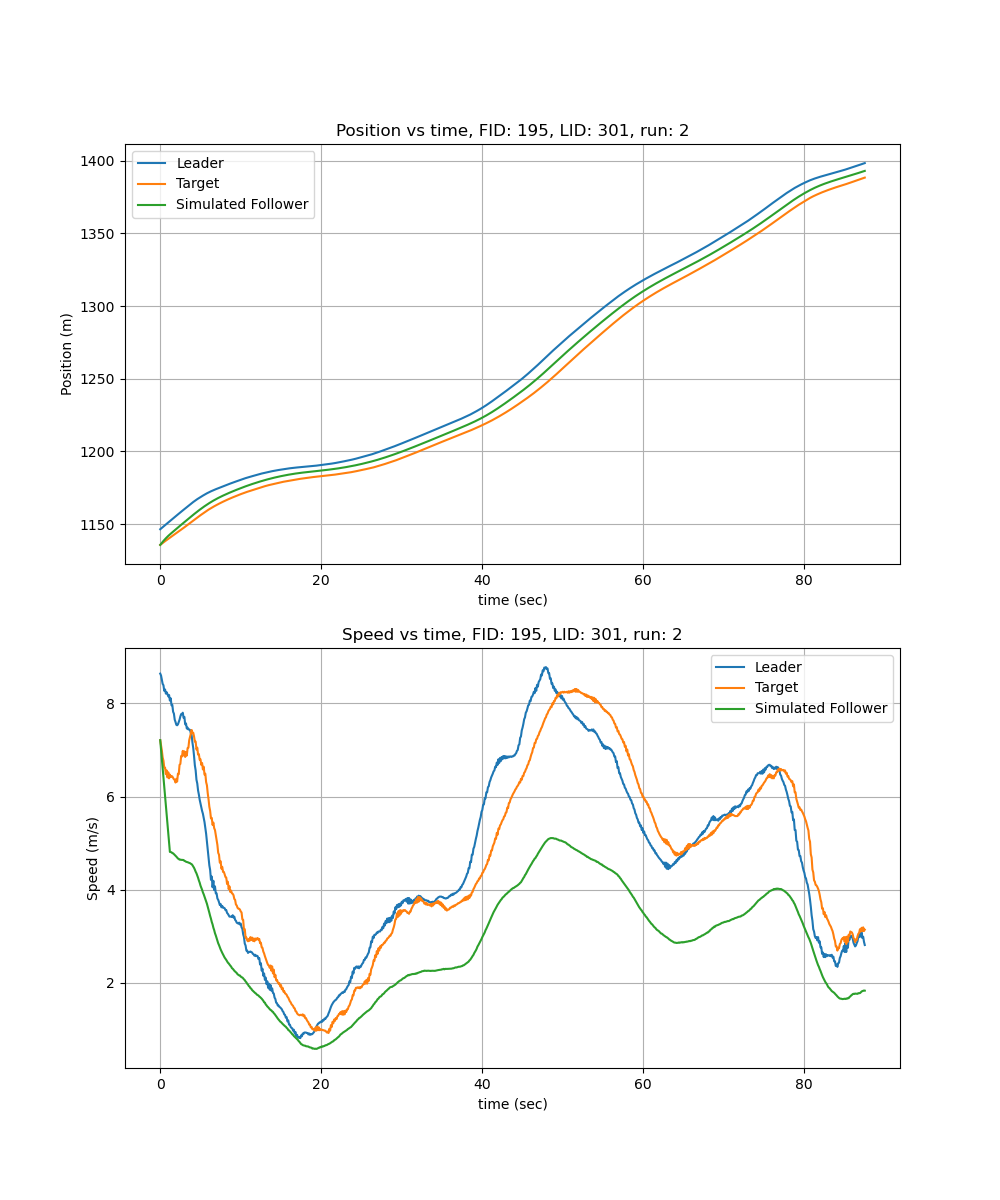 Position vs time, FID: 195, LID: 301, run: 2
Leader
Target
Simulated Follower
1400
1350
1300
1250
1200
1150
Position (m)
0 20 40 60 80
time (sec)
Speed vs time, FID: 195, LID: 301, run: 2
Leader
Target
Simulated Follower
8
6
4
2
Speed (m/s)
0 20 40 60 80
time (sec)